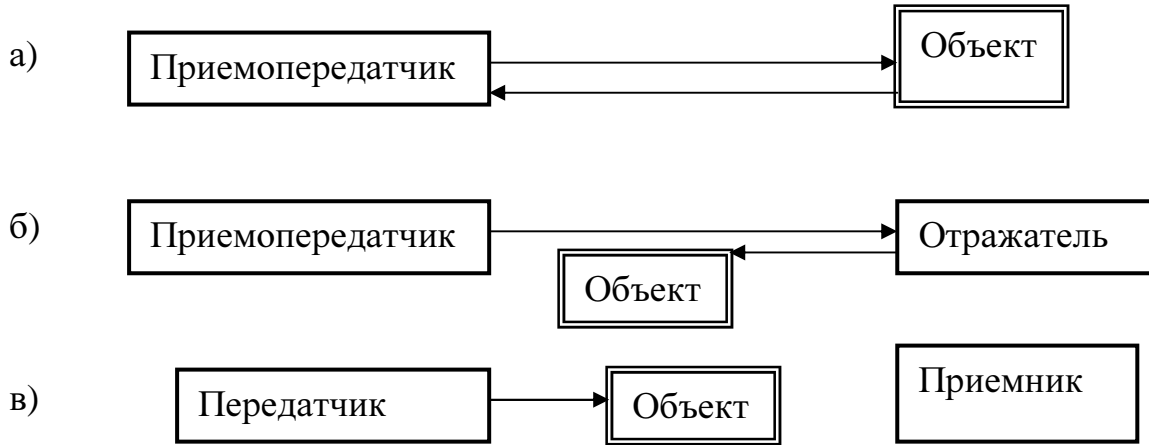 а) Приемопередатчик Объект
б) Приемопередатчик Отражатель
Объект
в) Передатчик Объект Приемник